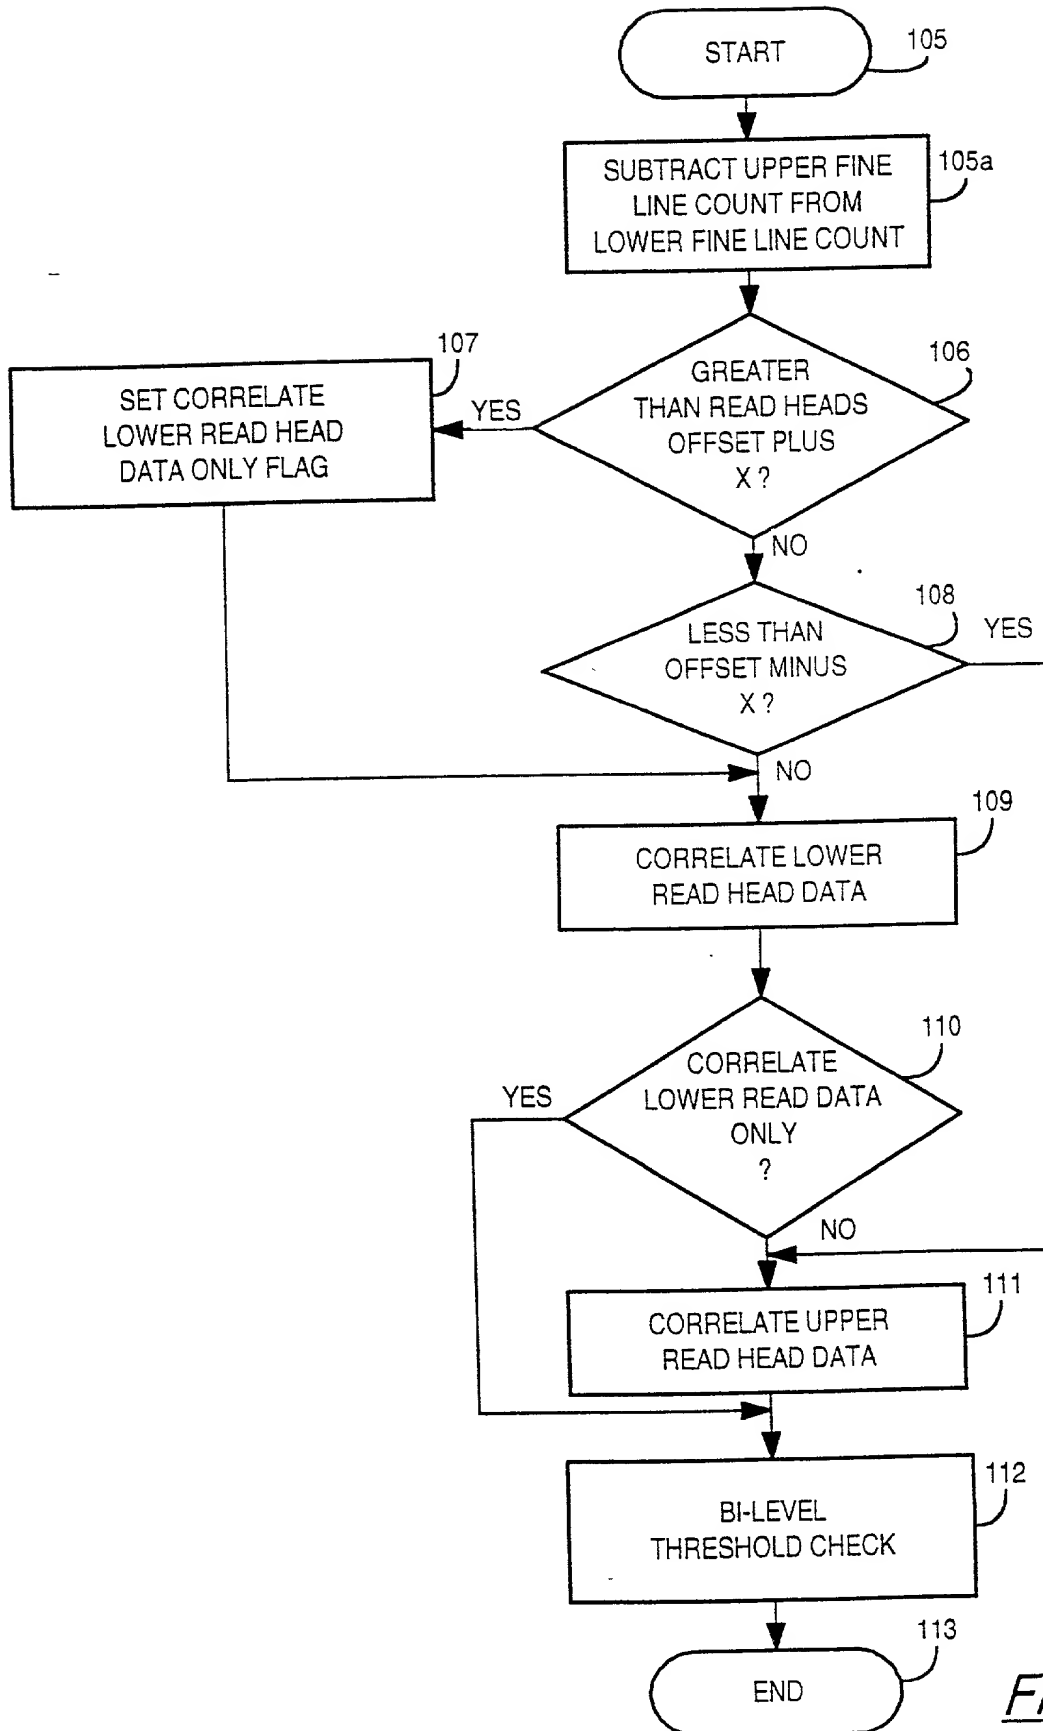 START
105
SUBTRACT UPPER FINE
LINE COUNT FROM
LOWER FINE LINE COUNT
105a
107
SET CORRELATE
LOWER READ HEAD
DATA ONLY FLAG
YES
GREATER
THAN READ HEADS
OFFSET PLUS
X ?
106
NO
LESS THAN
OFFSET MINUS
X ?
108
YES
NO
109
CORRELATE LOWER
READ HEAD DATA
110
CORRELATE
LOWER READ DATA
ONLY
?
YES
NO
111
CORRELATE UPPER
READ HEAD DATA
112
BI-LEVEL
THRESHOLD CHECK
113
END